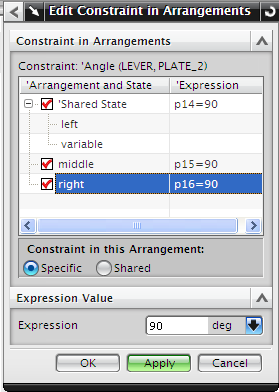 Edit Constraint in Arrangements
Constraint in Arrangements
Constraint: 'Angle (LEVER, PLATE_2)
'Arrangement and State 'Expression
'Shared State p14=90
left
variable
middle p15=90
right p16=90
Constraint in this Arrangement:
Specific Shared
Expression Value
Expression 90 deg
OK Apply Cancel